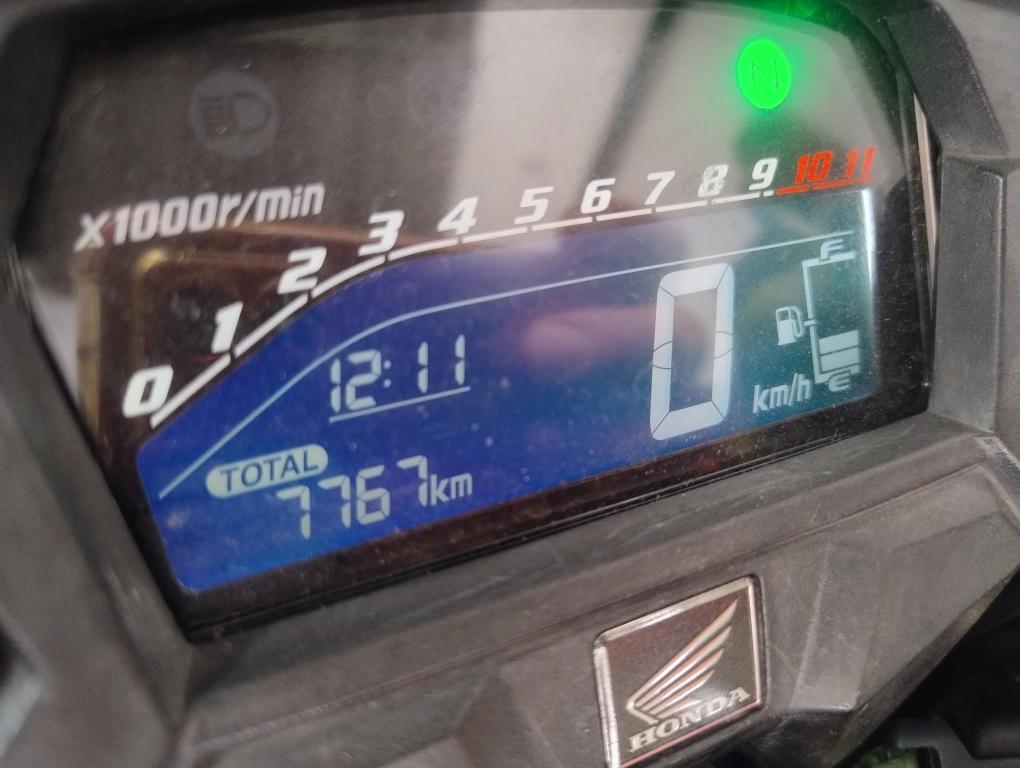 N
X1000r/min
0 1 2 3 4 5 6 7 8 9 10 11
12:11
0 km/h
F
E
TOTAL
7767km
HONDA